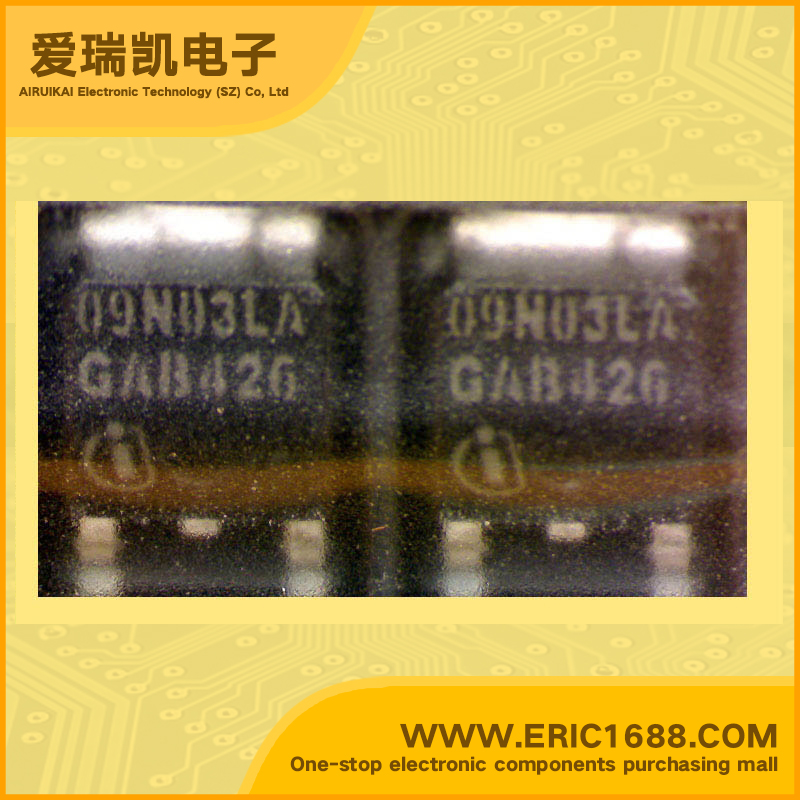 爱瑞凯电子
AIRUIKAI Electronic Technology (SZ) Co, Ltd
09N03LA
GAB426
09N03LA
GAB426
WWW.ERIC1688.COM
One-stop electronic components purchasing mall